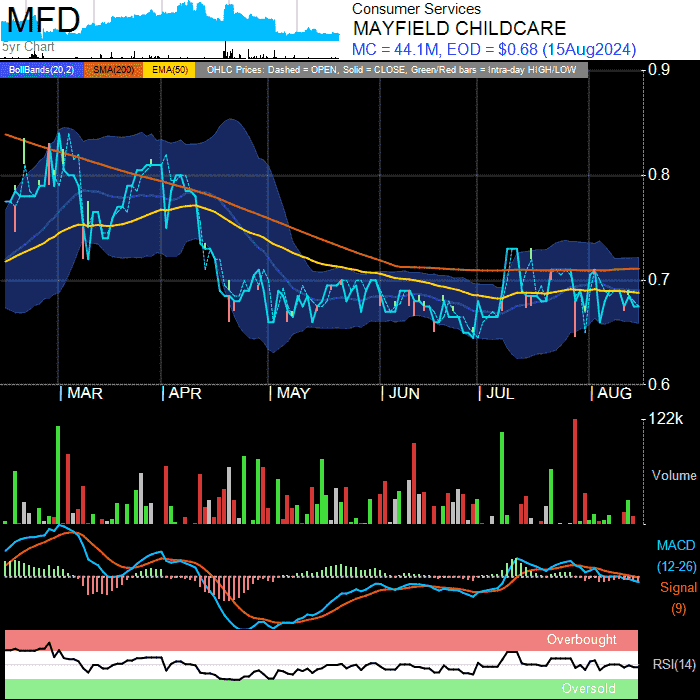 MFD
5yr Chart
Consumer Services
MAYFIELD CHILDCARE
MC = 44.1M, EOD = $0.68 (15Aug2024)
BollBands(20,2) SMA(200) EMA(50) OHLC Prices: Dashed = OPEN, Solid = CLOSE, Green/Red bars = Intra-day HIGH/LOW
0.9
0.8
0.7
0.6
MAR APR MAY JUN JUL AUG
122k
Volume
MACD
(12-26)
Signal
(9)
Overbought
RSI(14)
Oversold